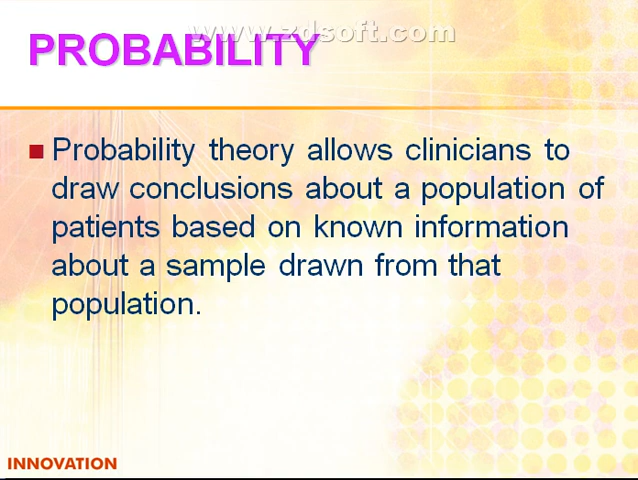 www.zdsoft.com
PROBABILITY
Probability theory allows clinicians to
draw conclusions about a population of
patients based on known information
about a sample drawn from that
population.
INNOVATION